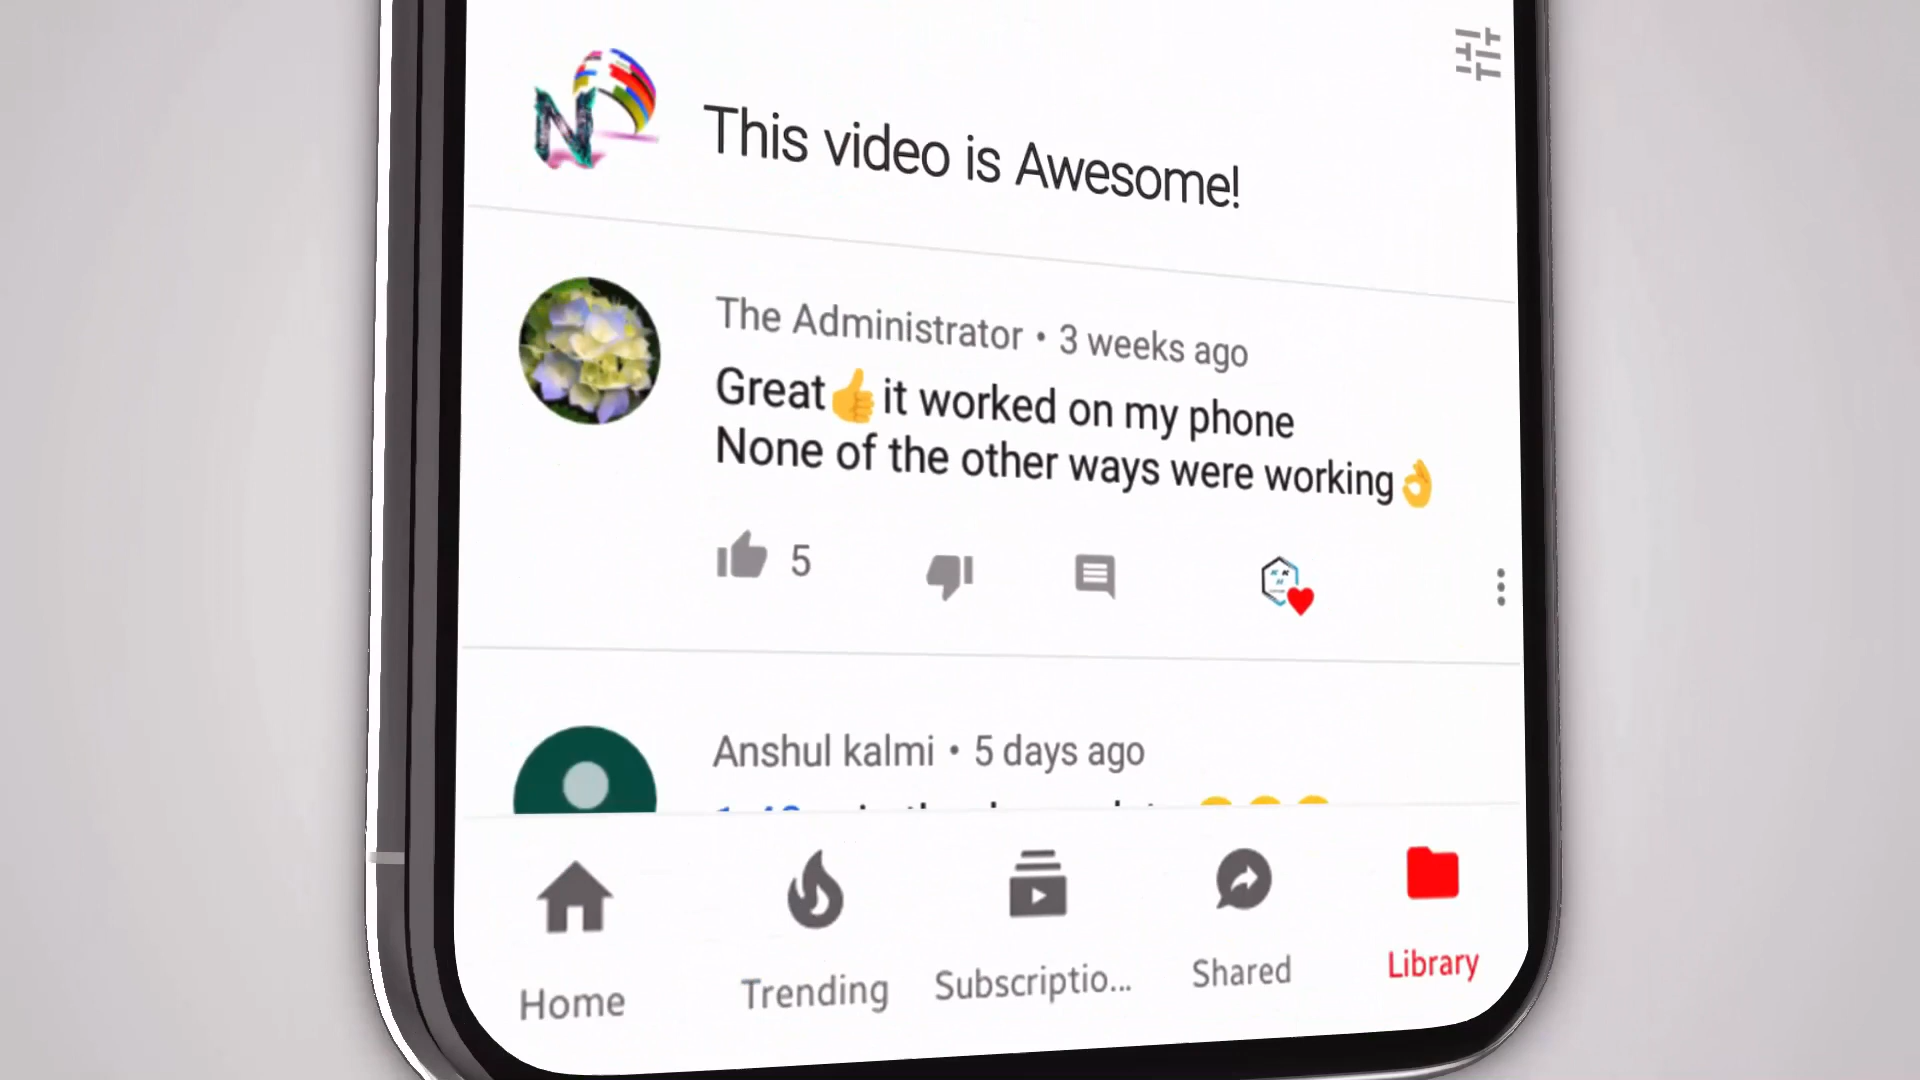 This video is Awesome!
The Administrator • 3 weeks ago
Great👍it worked on my phone
None of the other ways were working👌
5
Anshul kalmi • 5 days ago
Home
Trending
Subscriptio...
Shared
Library